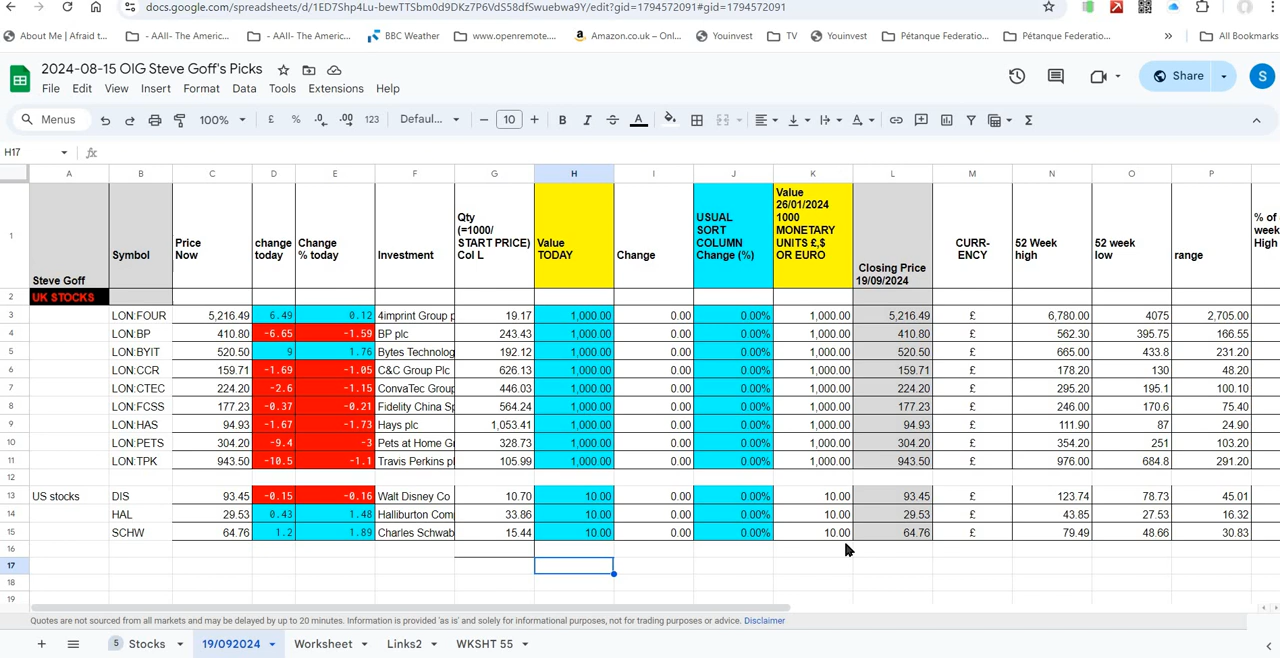 docs.google.com/spreadsheets/d/1ED7Shp4Lu-bewTTSbm0d9DKz7P6VdS58dfSwuebwa9Y/edit?gid=1794572091#gid=1794572091
About Me | Afraid t... - AAII- The Americ... - AAII- The Americ... BBC Weather www.openremote.... Amazon.co.uk – Onl... Youinvest TV Youinvest Pétanque Federatio... Pétanque Federatio... » All Bookmarks
2024-08-15 OIG Steve Goff's Picks
File Edit View Insert Format Data Tools Extensions Help
Share S
Menus 100% £ % .0 .00 123 Defaul... − 10 + B I A Σ
H17 fx
A B C D E F G H I J K L M N O P
1 Steve Goff Symbol Price Now change today Change % today Investment Qty (=1000/ START PRICE) Col L Value TODAY Change USUAL SORT COLUMN Change (%) Value 26/01/2024 1000 MONETARY UNITS £,$ OR EURO Closing Price 19/09/2024 CURR-ENCY 52 Week high 52 week low range % of week High
2 UK STOCKS
3 LON:FOUR 5,216.49 6.49 0.12 4imprint Group p 19.17 1,000.00 0.00 0.00% 1,000.00 5,216.49 £ 6,780.00 4075 2,705.00
4 LON:BP 410.80 -6.65 -1.59 BP plc 243.43 1,000.00 0.00 0.00% 1,000.00 410.80 £ 562.30 395.75 166.55
5 LON:BYIT 520.50 9 1.76 Bytes Technolog 192.12 1,000.00 0.00 0.00% 1,000.00 520.50 £ 665.00 433.8 231.20
6 LON:CCR 159.71 -1.69 -1.05 C&C Group Plc 626.13 1,000.00 0.00 0.00% 1,000.00 159.71 £ 178.20 130 48.20
7 LON:CTEC 224.20 -2.6 -1.15 ConvaTec Group 446.03 1,000.00 0.00 0.00% 1,000.00 224.20 £ 295.20 195.1 100.10
8 LON:FCSS 177.23 -0.37 -0.21 Fidelity China Sp 564.24 1,000.00 0.00 0.00% 1,000.00 177.23 £ 246.00 170.6 75.40
9 LON:HAS 94.93 -1.67 -1.73 Hays plc 1,053.41 1,000.00 0.00 0.00% 1,000.00 94.93 £ 111.90 87 24.90
10 LON:PETS 304.20 -9.4 -3 Pets at Home Gr 328.73 1,000.00 0.00 0.00% 1,000.00 304.20 £ 354.20 251 103.20
11 LON:TPK 943.50 -10.5 -1.1 Travis Perkins pl 105.99 1,000.00 0.00 0.00% 1,000.00 943.50 £ 976.00 684.8 291.20
12
13 US stocks DIS 93.45 -0.15 -0.16 Walt Disney Co 10.70 10.00 0.00 0.00% 10.00 93.45 £ 123.74 78.73 45.01
14 HAL 29.53 0.43 1.48 Halliburton Com 33.86 10.00 0.00 0.00% 10.00 29.53 £ 43.85 27.53 16.32
15 SCHW 64.76 1.2 1.89 Charles Schwab 15.44 10.00 0.00 0.00% 10.00 64.76 £ 79.49 48.66 30.83
16
17
18
19
Quotes are not sourced from all markets and may be delayed by up to 20 minutes. Information is provided 'as is' and solely for informational purposes, not for trading purposes or advice. Disclaimer
+ 5 Stocks 19/092024 Worksheet Links2 WKSHT 55